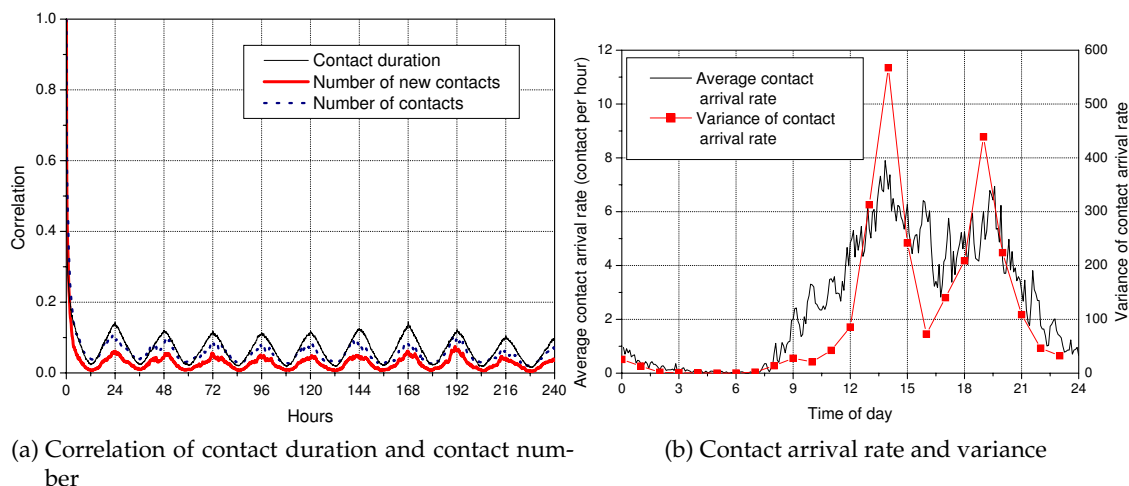 1.0
0.8
0.6
0.4
0.2
0.0
Correlation
Contact duration
Number of new contacts
Number of contacts
0 24 48 72 96 120 144 168 192 216 240
Hours
(a) Correlation of contact duration and contact num-
ber
12
10
8
6
4
2
0
Average contact arrival rate (contact per hour)
Average contact
arrival rate
Variance of contact
arrival rate
600
500
400
300
200
100
0
Variance of contact arrival rate
0 3 6 9 12 15 18 21 24
Time of day
(b) Contact arrival rate and variance